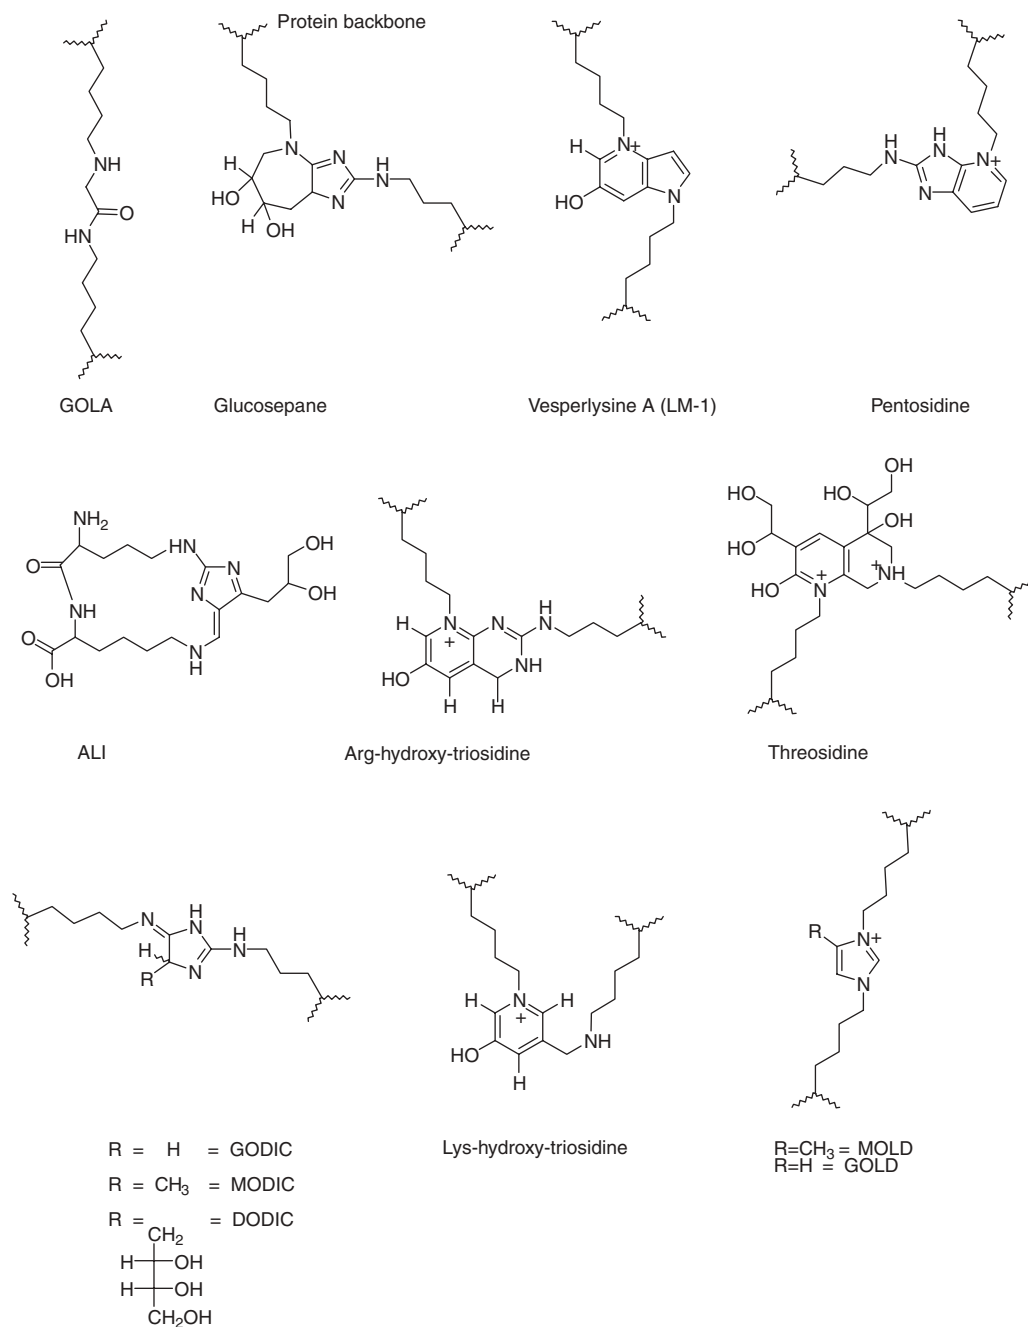 Protein backbone
NH
O
HN
N
H
HO
H
OH
N
N
H
N
H
N
+
HO
N
H
N
H
N
N
+
N
GOLA
Glucosepane
Vesperlysine A (LM-1)
Pentosidine
NH2
O
HN
N
N
OH
OH
NH
O
OH
N
H
H
N
+
N
H
N
NH
HO
H
H
OH
HO
HO
OH
HO
HO
+
N
+
NH
ALI
Arg-hydroxy-triosidine
Threosidine
N
H
N
H
N
H
R
N
H
N
+
H
HO
NH
H
R
N
+
N
Lys-hydroxy-triosidine
R = H = GODIC
R = CH3 = MODIC
R = = DODIC
CH2
H OH
H OH
CH2OH
R=CH3 = MOLD
R=H = GOLD